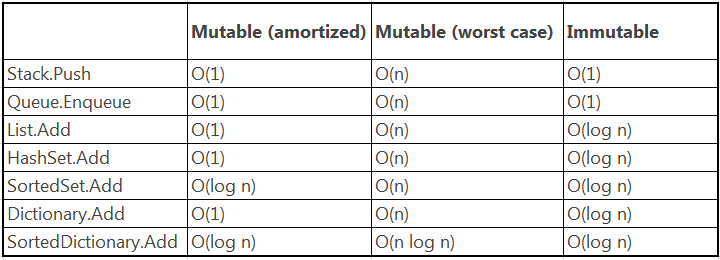 Mutable (amortized) Mutable (worst case) Immutable
Stack.Push O(1) O(n) O(1)
Queue.Enqueue O(1) O(n) O(1)
List.Add O(1) O(n) O(log n)
HashSet.Add O(1) O(n) O(log n)
SortedSet.Add O(log n) O(n) O(log n)
Dictionary.Add O(1) O(n) O(log n)
SortedDictionary.Add O(log n) O(n log n) O(log n)